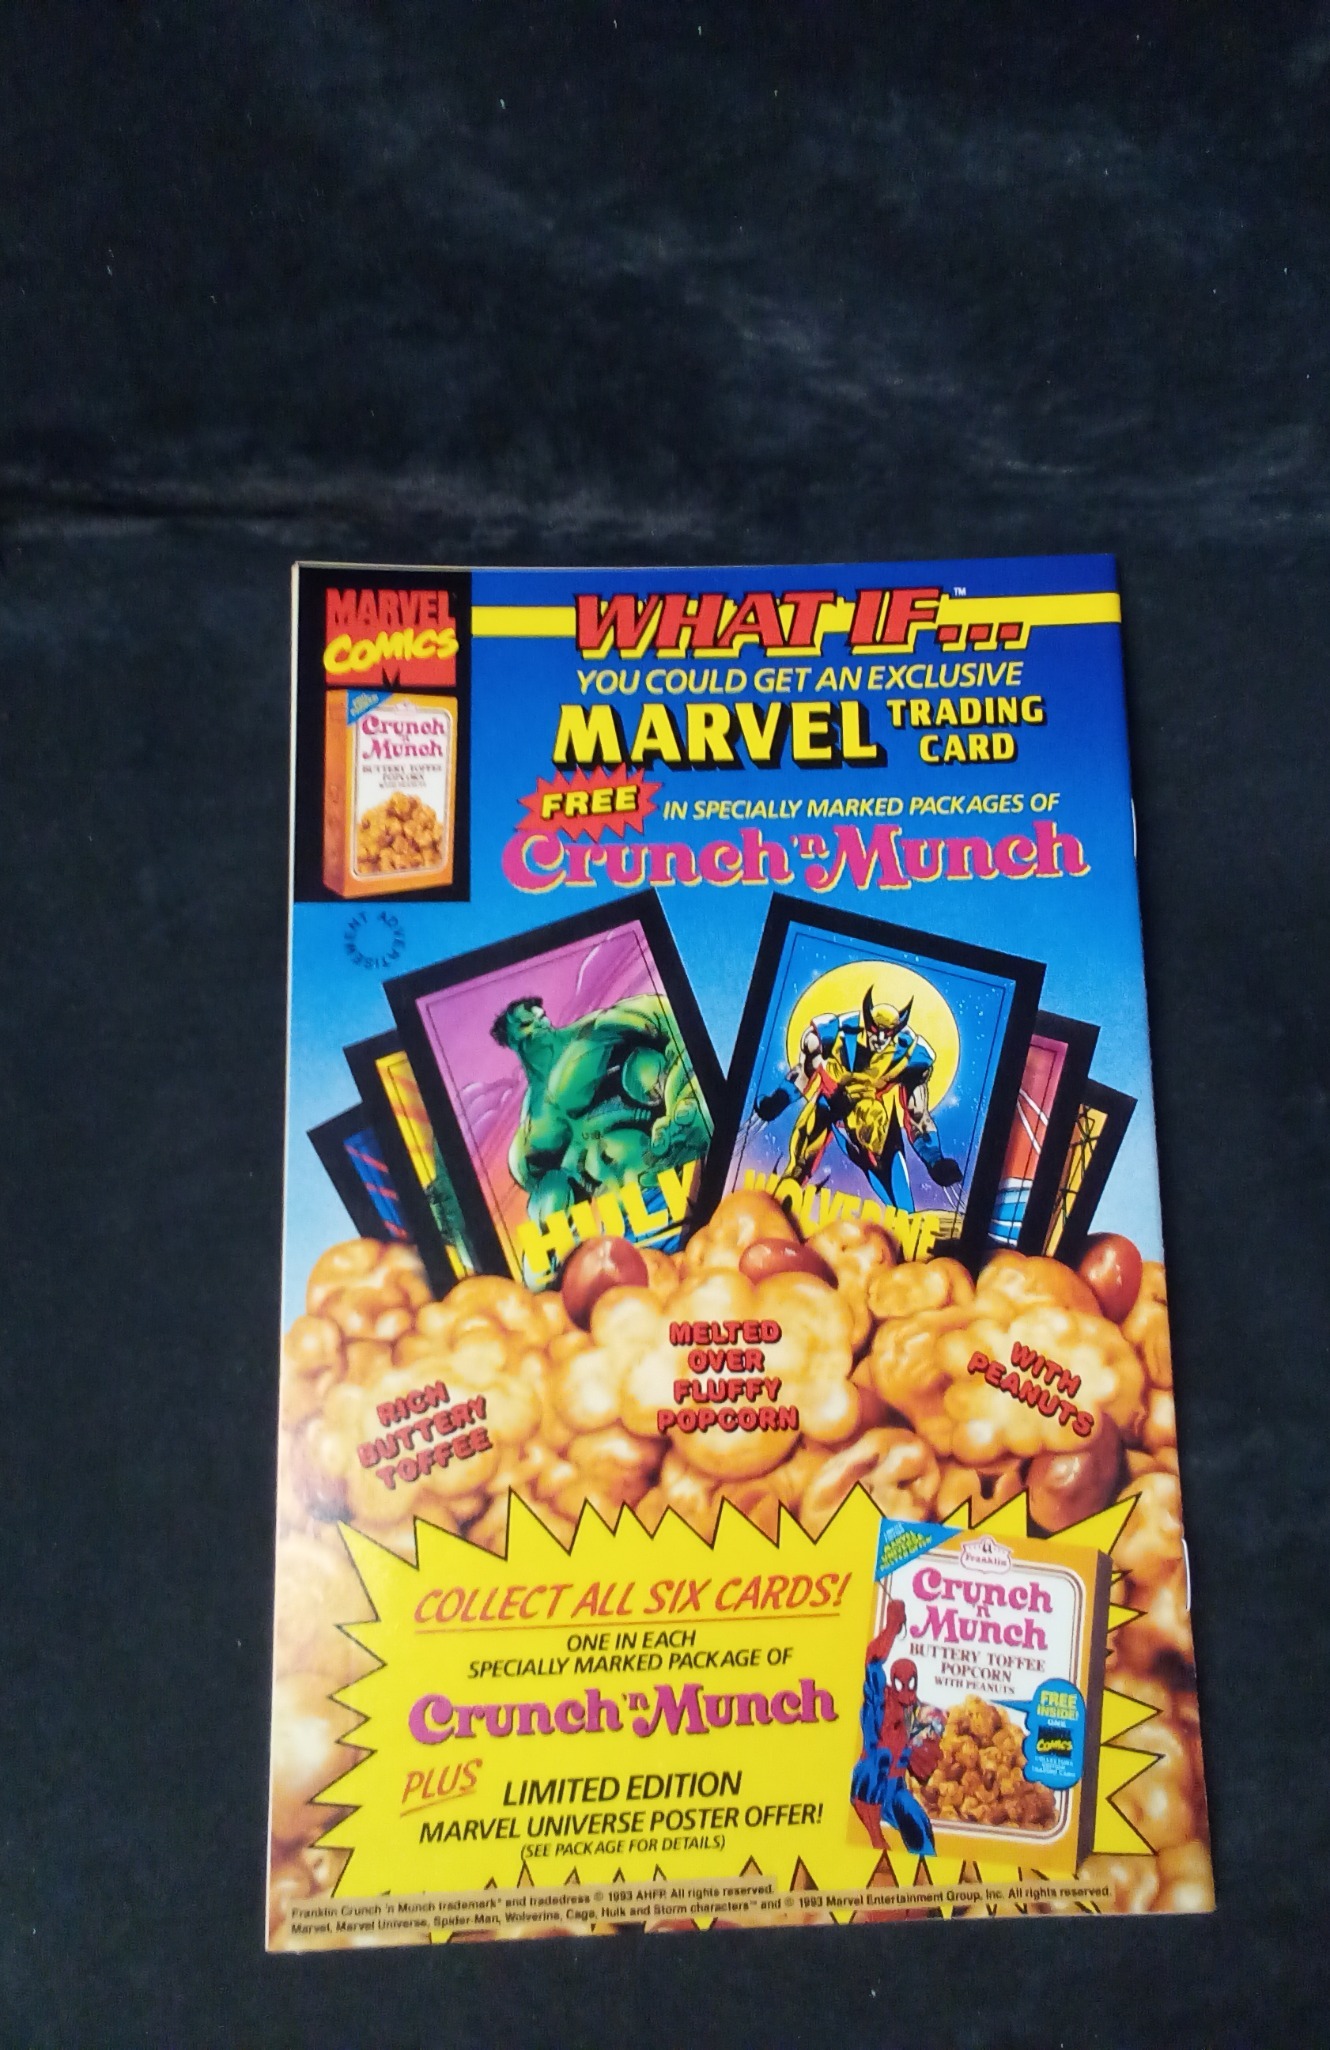 MARVEL
COMICS
WHAT IF...™
YOU COULD GET AN EXCLUSIVE
MARVEL TRADING CARD
FREE IN SPECIALLY MARKED PACKAGES OF
Crunch 'n Munch
Crunch
'n
Munch
BUTTERY TOFFEE
POPCORN
ADVERTISEMENT
HULK
WOLVERINE
RICH
BUTTERY
TOFFEE
MELTED
OVER
FLUFFY
POPCORN
WITH
PEANUTS
COLLECT ALL SIX CARDS!
ONE IN EACH
SPECIALLY MARKED PACKAGE OF
Crunch 'n Munch
PLUS LIMITED EDITION
MARVEL UNIVERSE POSTER OFFER!
(SEE PACKAGE FOR DETAILS)
Franklin
Crunch
'n
Munch
BUTTERY TOFFEE
POPCORN
WITH PEANUTS
FREE
INSIDE!
ONE
COMICS
Franklin Crunch 'n Munch trademark® and tradedress © 1993 AHFP. All rights reserved.
Marvel, Marvel Universe, Spider-Man, Wolverine, Cage, Hulk and Storm characters™ and © 1993 Marvel Entertainment Group, Inc. All rights reserved.